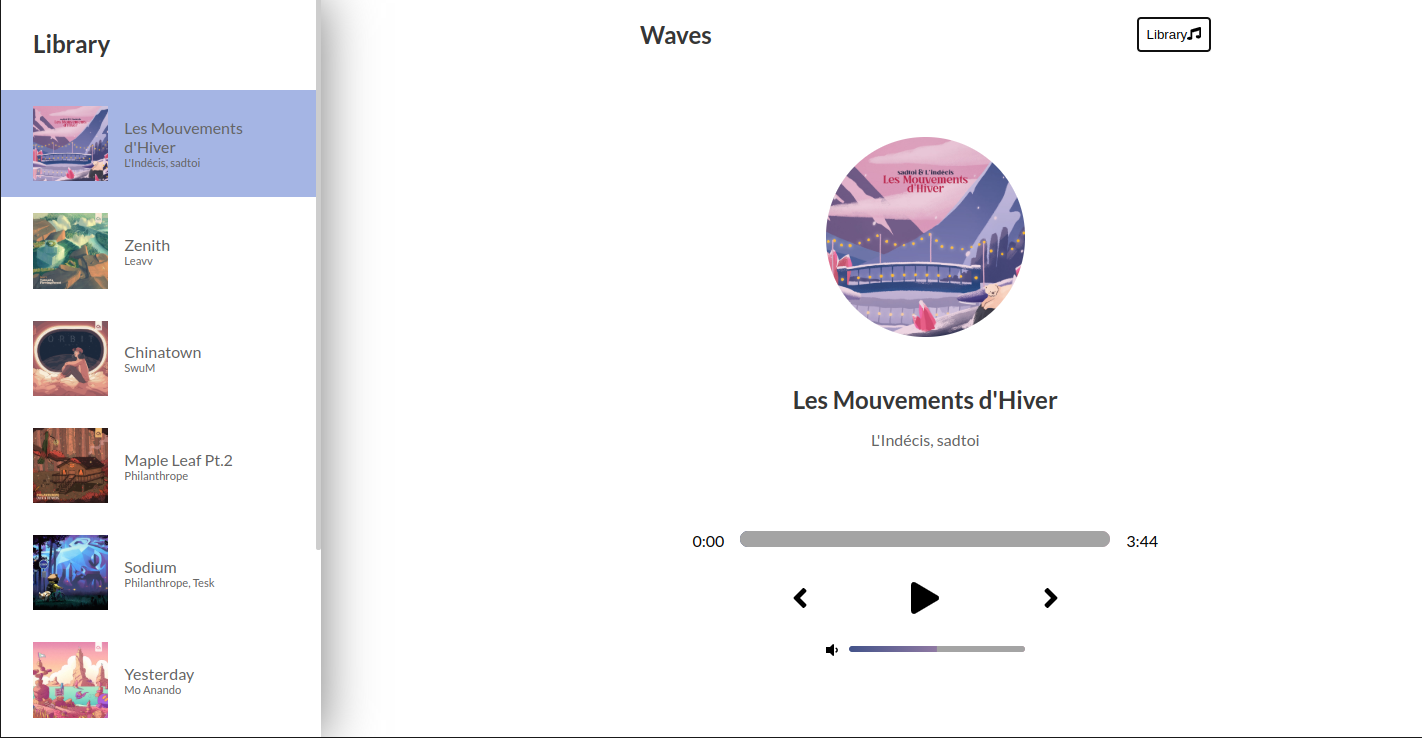 Library
Les Mouvements
d'Hiver
L'Indécis, sadtoi
Zenith
Leavv
ORBIT
Chinatown
SwuM
Maple Leaf Pt.2
Philanthrope
Sodium
Philanthrope, Tesk
Yesterday
Mo Anando
Waves
Library
sadtoi & L'indécis
Les Mouvements
d'Hiver
Les Mouvements d'Hiver
L'Indécis, sadtoi
0:00
3:44